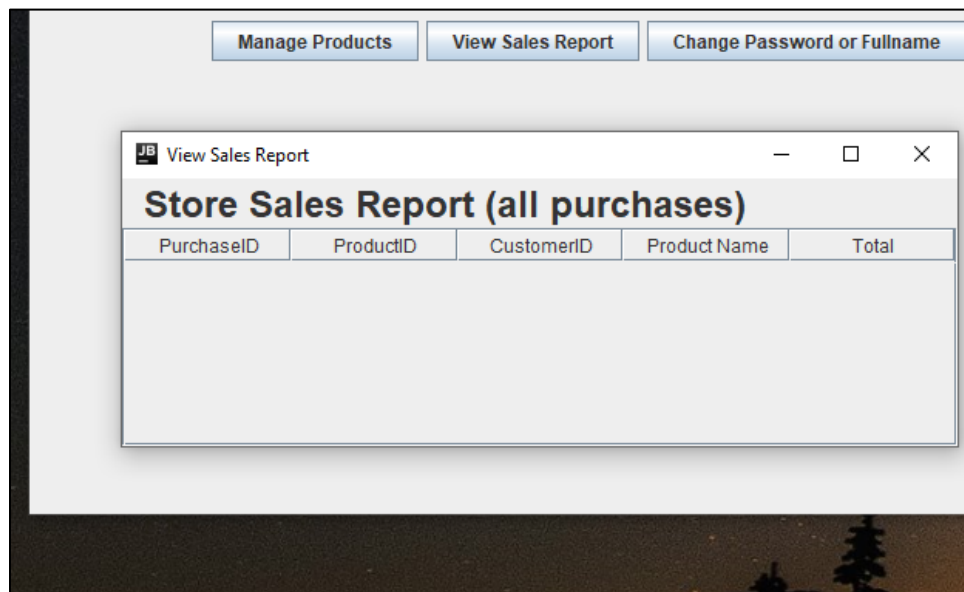 Manage Products View Sales Report Change Password or Fullname
JB View Sales Report
Store Sales Report (all purchases)
PurchaseID ProductID CustomerID Product Name Total